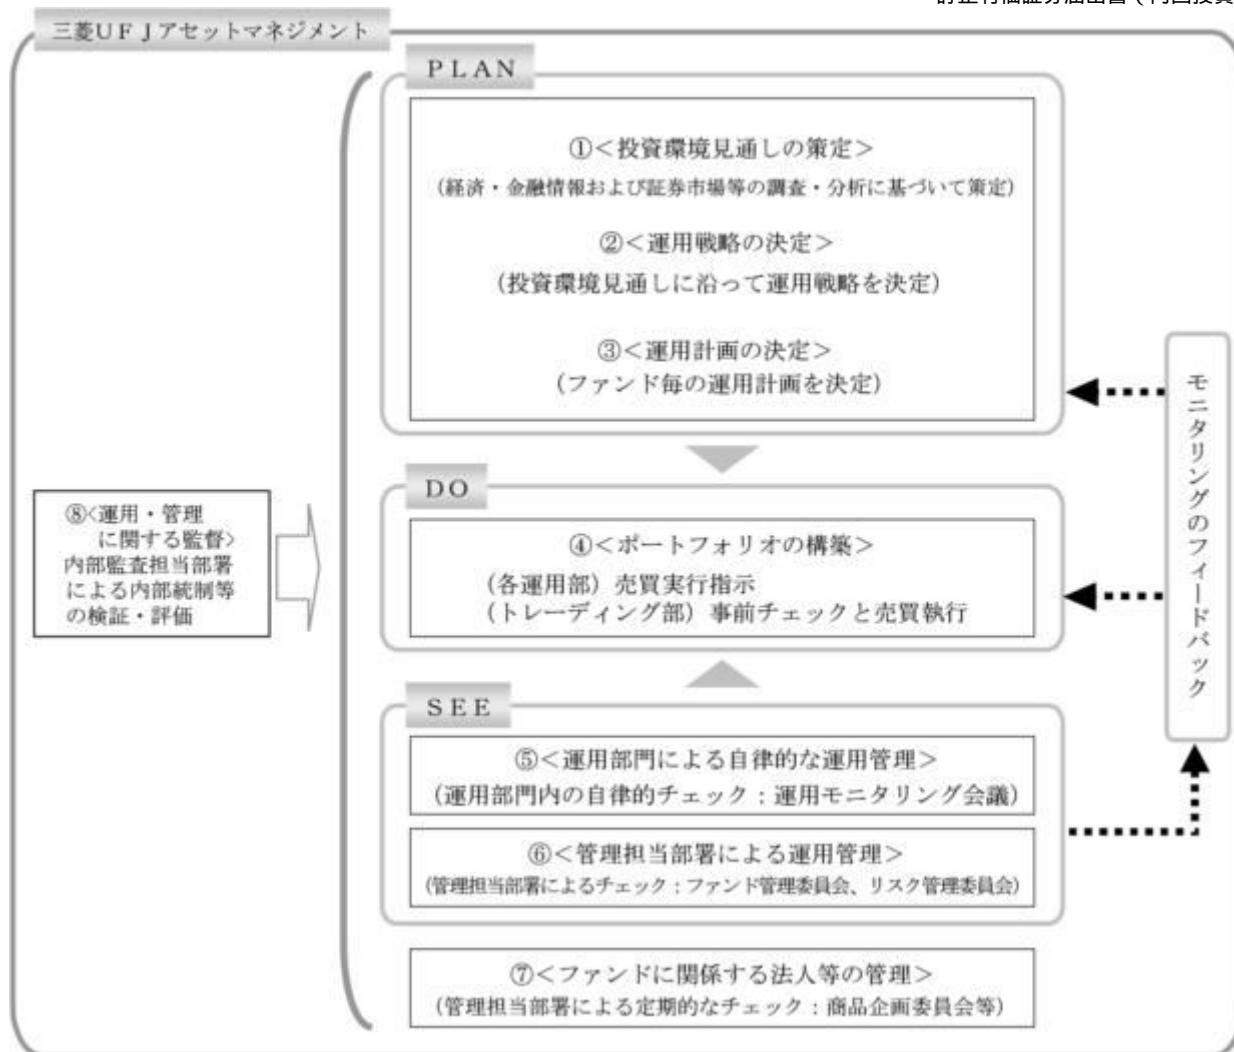 三菱ＵＦＪアセットマネジメント
ＰＬＡＮ
①＜投資環境見通しの策定＞
（経済・金融情報および証券市場等の調査・分析に基づいて策定）
②＜運用戦略の決定＞
（投資環境見通しに沿って運用戦略を決定）
③＜運用計画の決定＞
（ファンド毎の運用計画を決定）
ＤＯ
④＜ポートフォリオの構築＞
（各運用部）売買実行指示
（トレーディング部）事前チェックと売買執行
ＳＥＥ
⑤＜運用部門による自律的な運用管理＞
（運用部門内の自律的チェック：運用モニタリング会議）
⑥＜管理担当部署による運用管理＞
（管理担当部署によるチェック：ファンド管理委員会、リスク管理委員会）
⑦＜ファンドに関係する法人等の管理＞
（管理担当部署による定期的なチェック：商品企画委員会等）
⑧＜運用・管理
に関する監督＞
内部監査担当部署
による内部統制等
の検証・評価
モニタリングのフィードバック